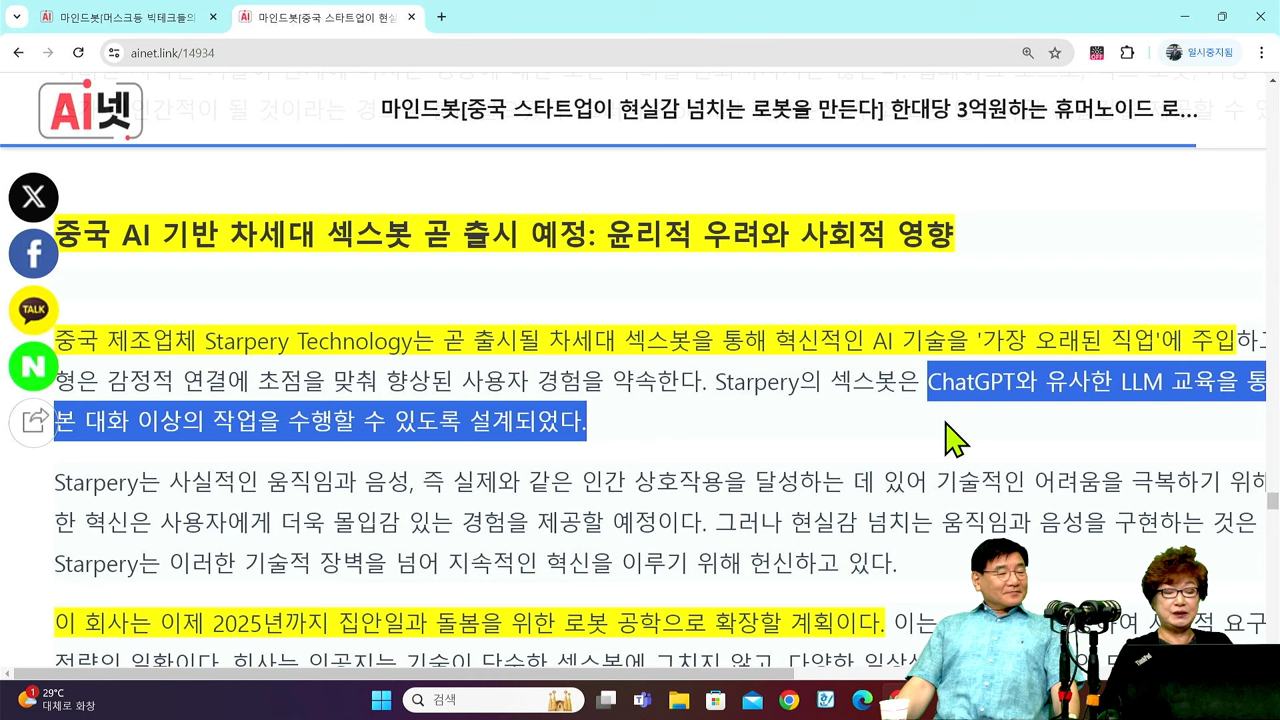 마인드봇[머스크등 빅테크들의
마인드봇[중국 스타트업이 현실
ainet.link/14934
일시중지됨
Ai넷
마인드봇[중국 스타트업이 현실감 넘치는 로봇을 만든다] 한대당 3억원하는 휴머노이드 로...
중국 AI 기반 차세대 섹스봇 곧 출시 예정: 윤리적 우려와 사회적 영향
중국 제조업체 Starpery Technology는 곧 출시될 차세대 섹스봇을 통해 혁신적인 AI 기술을 '가장 오래된 직업'에 주입하고
형은 감정적 연결에 초점을 맞춰 향상된 사용자 경험을 약속한다. Starpery의 섹스봇은 ChatGPT와 유사한 LLM 교육을 통
본 대화 이상의 작업을 수행할 수 있도록 설계되었다.
Starpery는 사실적인 움직임과 음성, 즉 실제와 같은 인간 상호작용을 달성하는 데 있어 기술적인 어려움을 극복하기 위해
한 혁신은 사용자에게 더욱 몰입감 있는 경험을 제공할 예정이다. 그러나 현실감 넘치는 움직임과 음성을 구현하는 것은
Starpery는 이러한 기술적 장벽을 넘어 지속적인 혁신을 이루기 위해 헌신하고 있다.
이 회사는 이제 2025년까지 집안일과 돌봄을 위한 로봇 공학으로 확장할 계획이다. 이는
TALK
N
29°C
대체로 화창
검색
ThinkPad